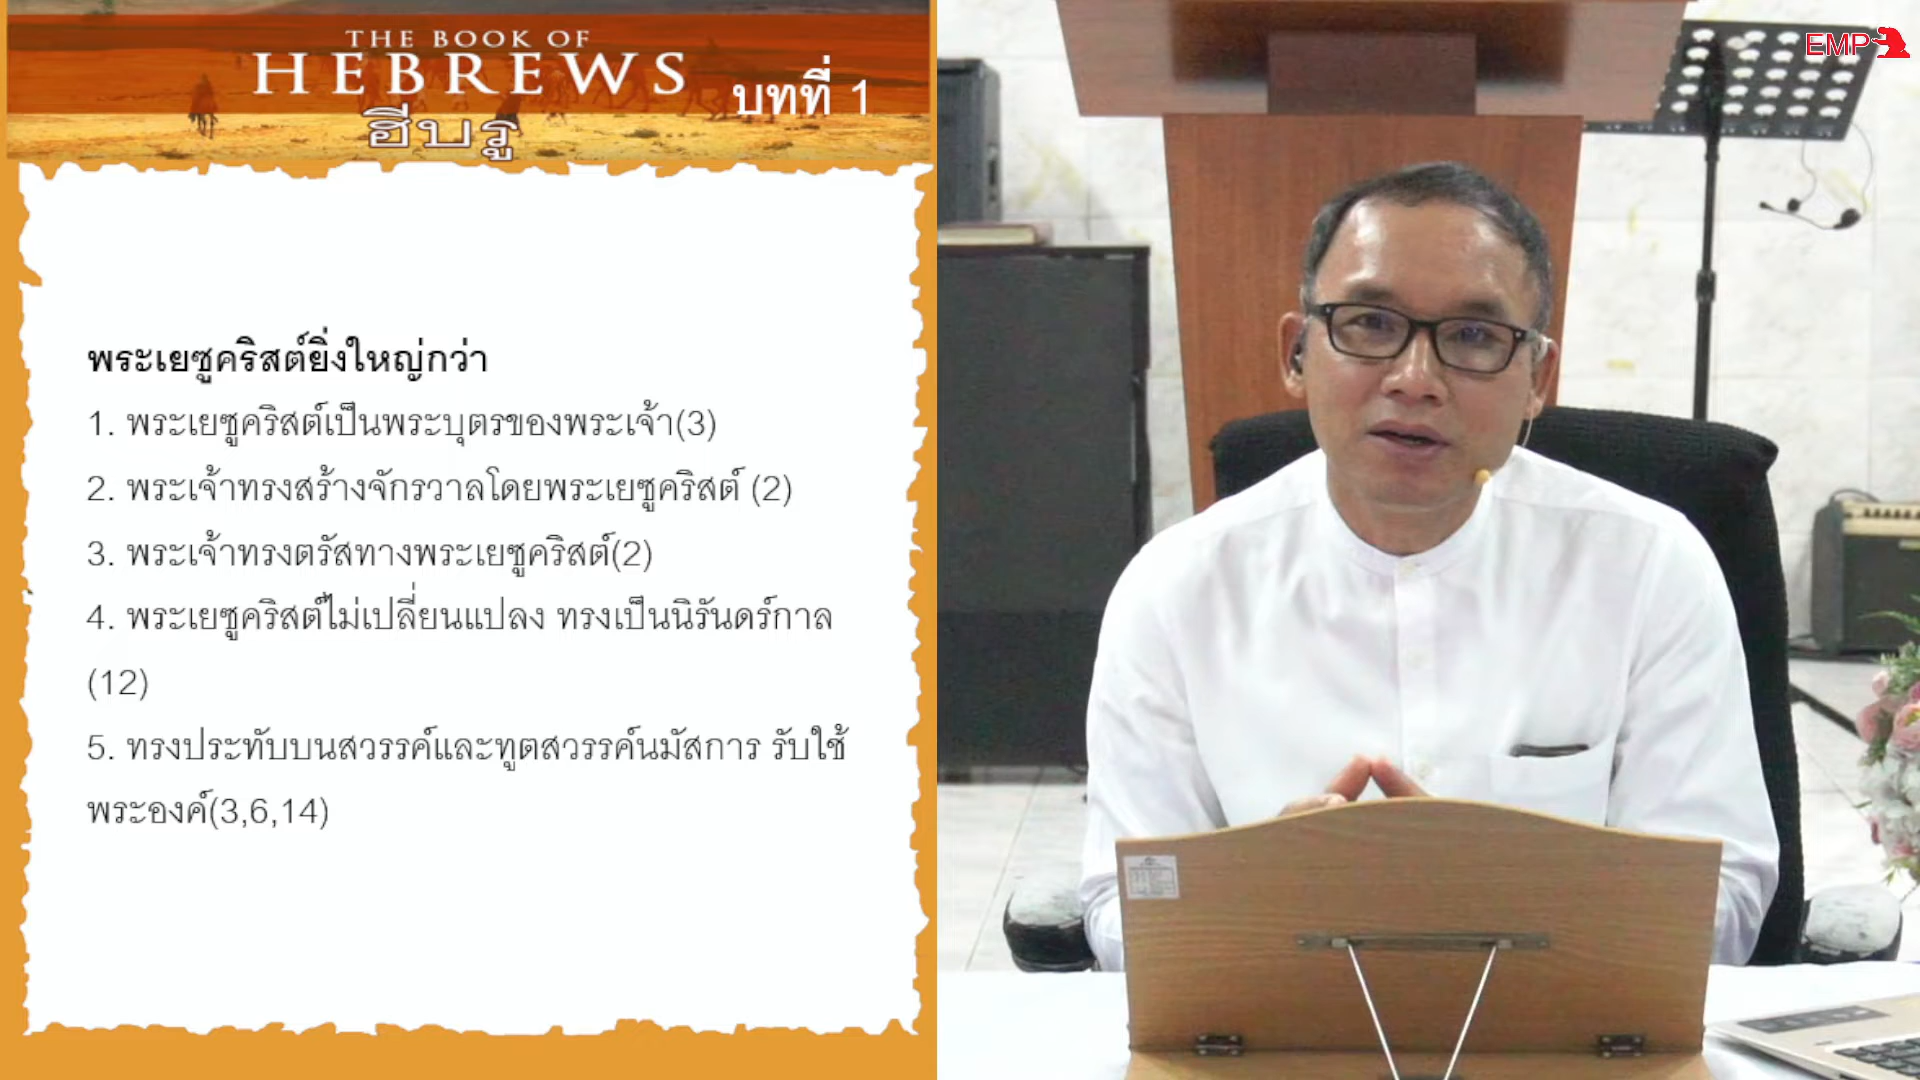 THE BOOK OF
HEBREWS
บทที่ 1
ฮีบรู
พระเยซูคริสต์ยิ่งใหญ่กว่า
1. พระเยซูคริสต์เป็นพระบุตรของพระเจ้า(3)
2. พระเจ้าทรงสร้างจักรวาลโดยพระเยซูคริสต์ (2)
3. พระเจ้าทรงตรัสทางพระเยซูคริสต์(2)
4. พระเยซูคริสต์ไม่เปลี่ยนแปลง ทรงเป็นนิรันดร์กาล
(12)
5. ทรงประทับบนสวรรค์และทูตสวรรค์นมัสการ รับใช้
พระองค์(3,6,14)
EMP